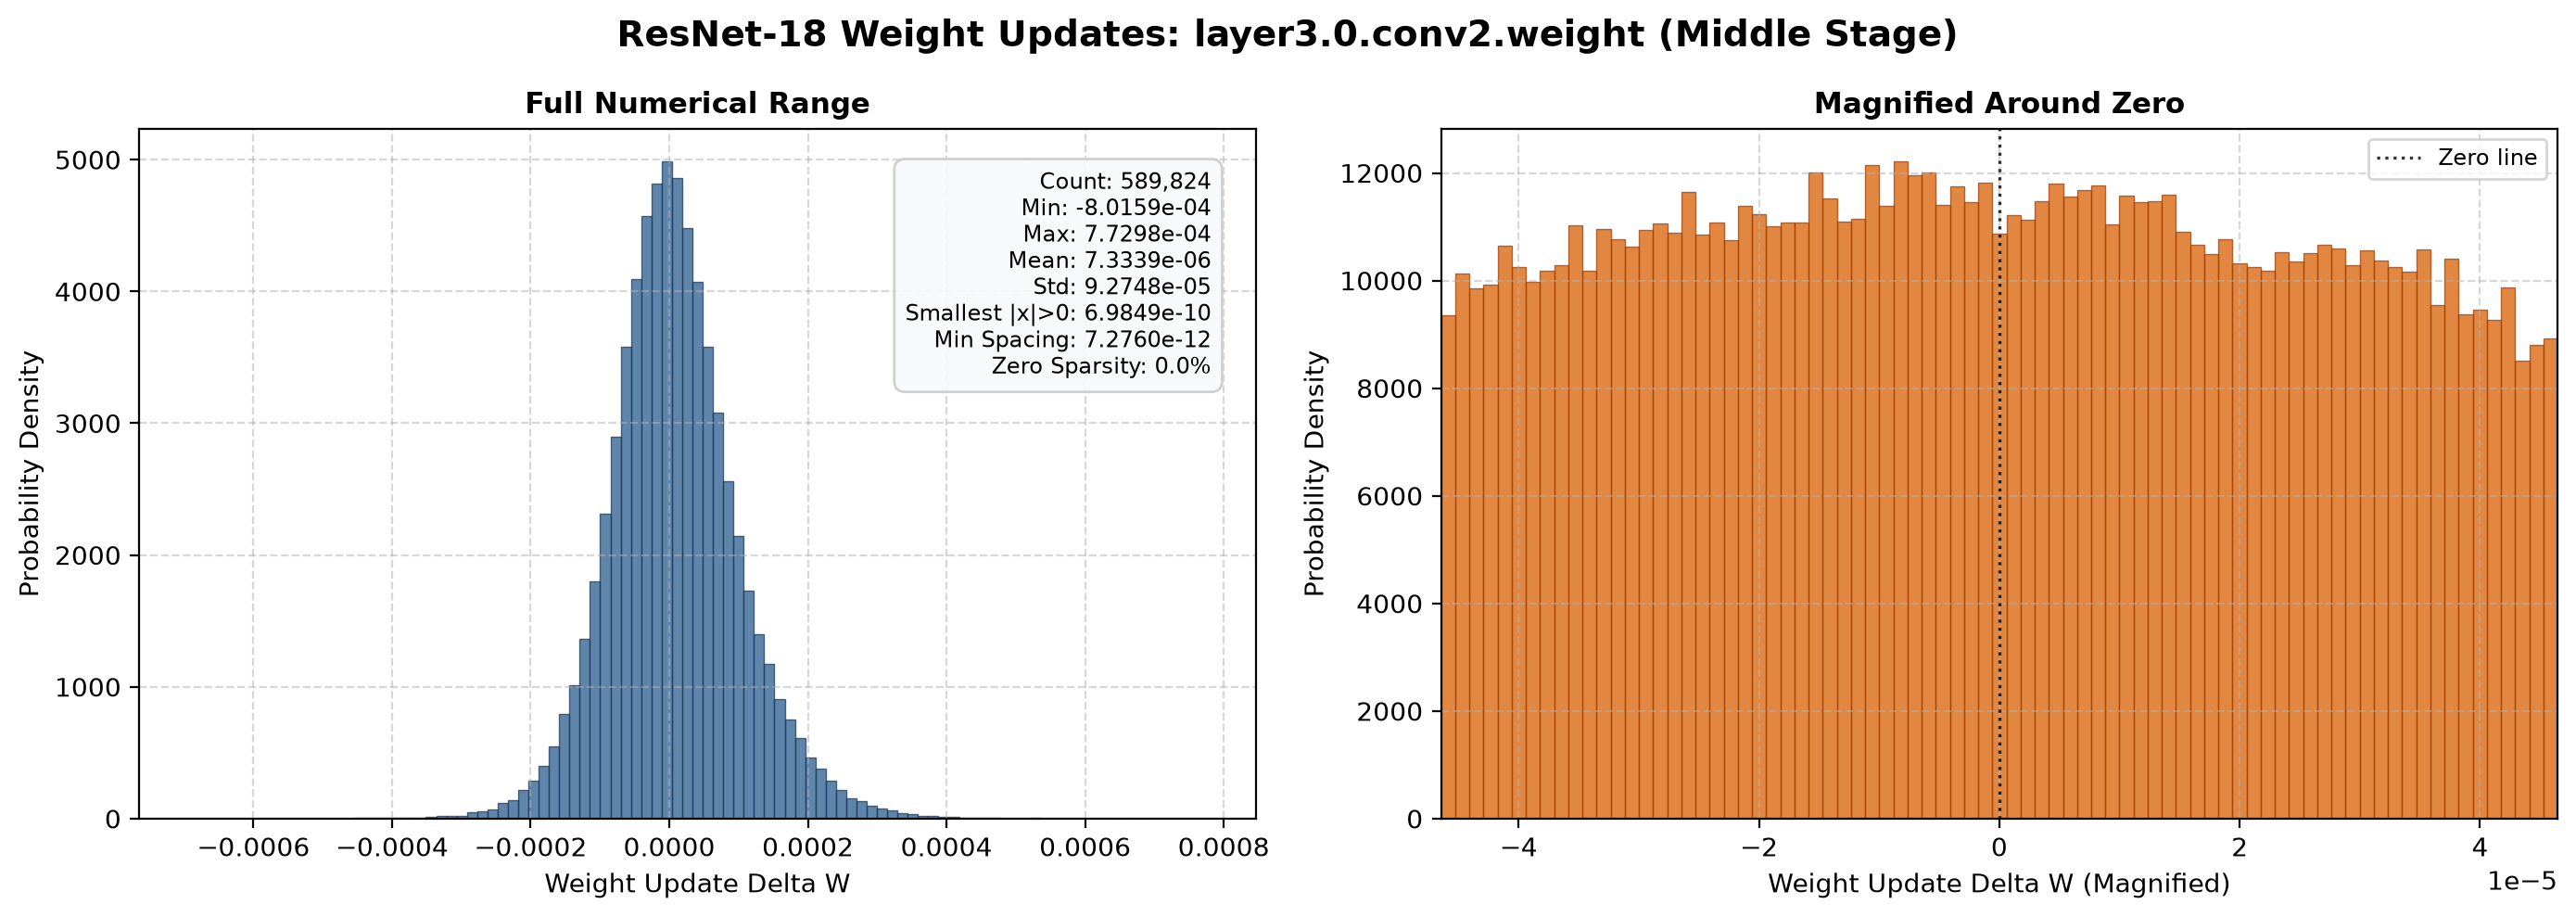 ResNet-18 Weight Updates: layer3.0.conv2.weight (Middle Stage)
Full Numerical Range
Probability Density
5000
4000
3000
2000
1000
0
−0.0006
−0.0004
−0.0002
0.0000
0.0002
0.0004
0.0006
0.0008
Weight Update Delta W
Count: 589,824
Min: -8.0159e-04
Max: 7.7298e-04
Mean: 7.3339e-06
Std: 9.2748e-05
Smallest |x|>0: 6.9849e-10
Min Spacing: 7.2760e-12
Zero Sparsity: 0.0%
Magnified Around Zero
Probability Density
12000
10000
8000
6000
4000
2000
0
−4
−2
0
2
4
1e−5
Weight Update Delta W (Magnified)
Zero line